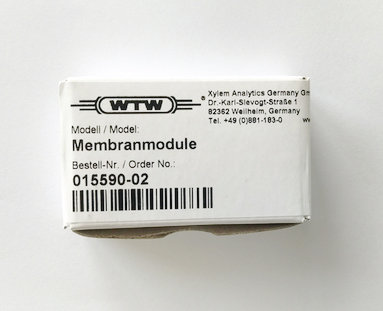 WTW
®
Xylem Analytics Germany
Dr.-Karl-Slevogt-Straße 1
82362 Weilheim, Germany
Tel. +49 (0)881-183-0
Modell / Model:
Membranmodule
Bestell-Nr. / Order No.:
015590-02